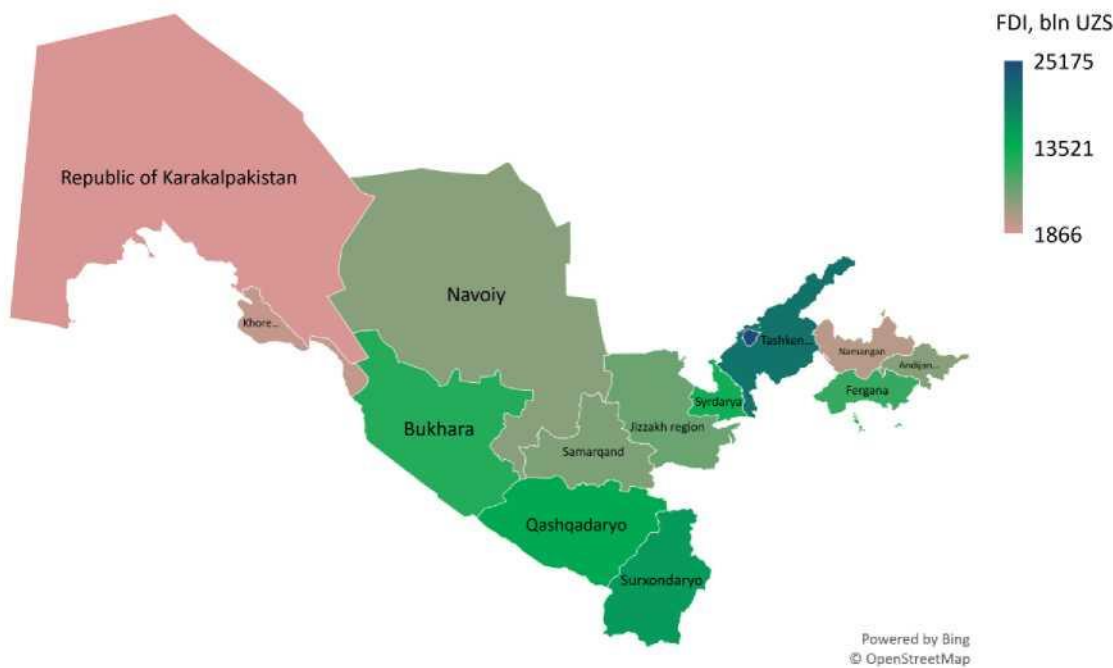 FDI, bln UZS
25175
13521
1866
Republic of Karakalpakistan
Navoiy
Khore...
Tashken...
Namangan
Andijan...
Fergana
Syrdarya
Bukhara
Jizzakh region
Samarqand
Qashqadaryo
Surxondaryo
Powered by Bing
© OpenStreetMap